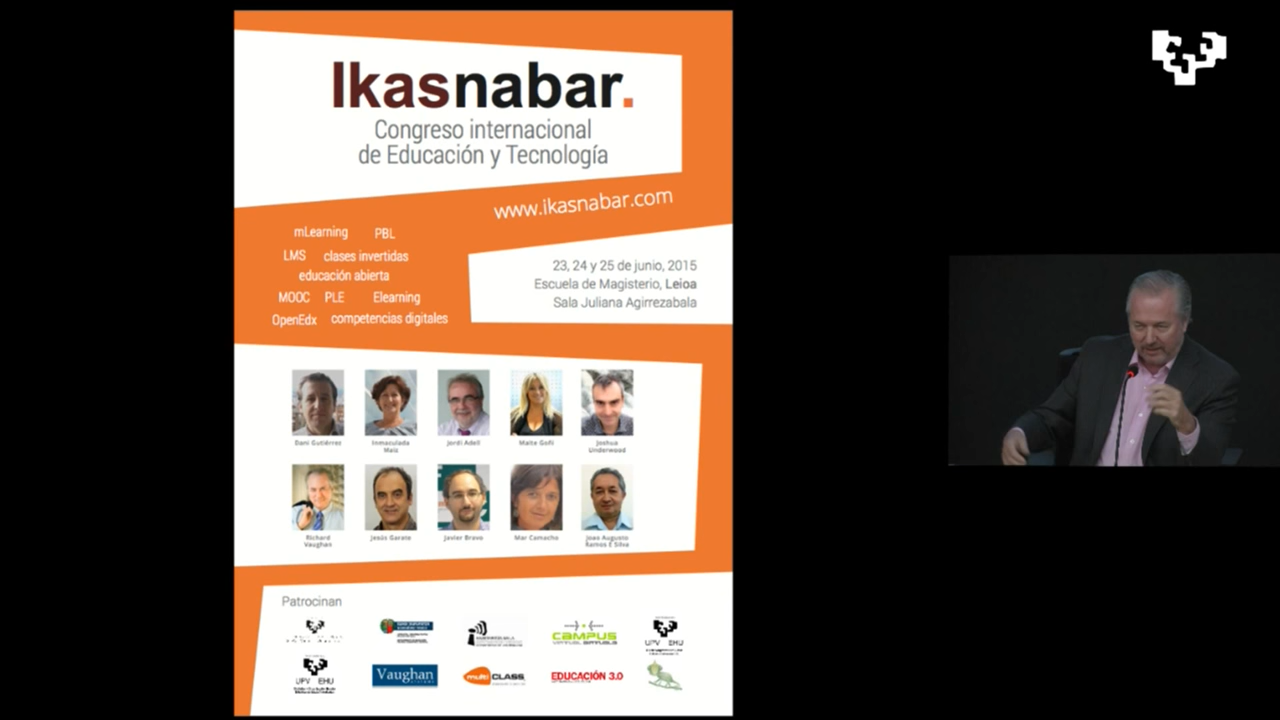 Ikasnabar.
Congreso internacional
de Educación y Tecnología
www.ikasnabar.com
mLearning PBL
LMS clases invertidas
educación abierta
MOOC PLE Elearning
OpenEdx competencias digitales
23, 24 y 25 de junio, 2015
Escuela de Magisterio, Leioa
Sala Juliana Agirrezabala
Dani Gutiérrez
Inmaculada
Maiz
Jordi Adell
Maite Goñi
Joshua
Underwood
Richard
Vaughan
Jesús Garate
Javier Bravo
Mar Camacho
Joao Augusto
Ramos E Silva
Patrocinan
CAMPUS
UPV EHU
UPV EHU
Vaughan
multi CLASS
EDUCACIÓN 3.0